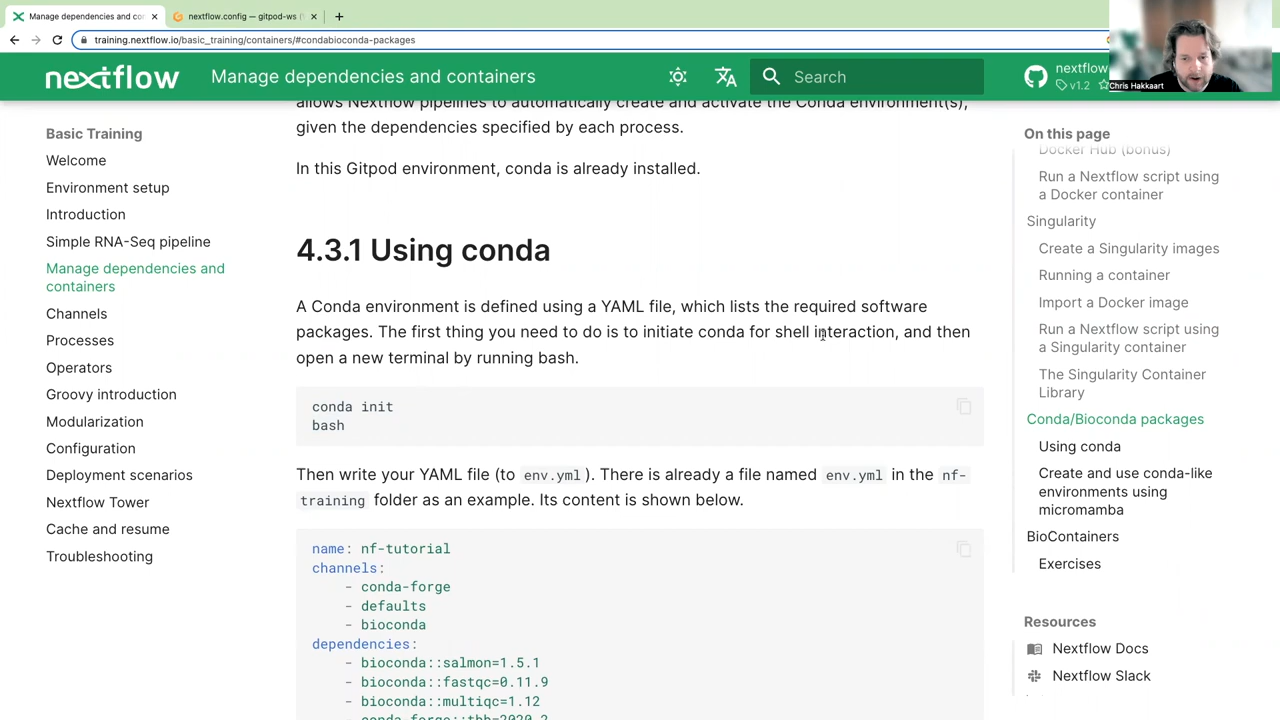 Manage dependencies and co
nextflow.config — gitpod-ws (
training.nextflow.io/basic_training/containers/#condabioconda-packages
nextflow
Manage dependencies and containers
Search
nextflow
v1.2
Chris Hakkaart
Basic Training
Welcome
Environment setup
Introduction
Simple RNA-Seq pipeline
Manage dependencies and
containers
Channels
Processes
Operators
Groovy introduction
Modularization
Configuration
Deployment scenarios
Nextflow Tower
Cache and resume
Troubleshooting
allows Nextflow pipelines to automatically create and activate the Conda environment(s),
given the dependencies specified by each process.
In this Gitpod environment, conda is already installed.
4.3.1 Using conda
A Conda environment is defined using a YAML file, which lists the required software
packages. The first thing you need to do is to initiate conda for shell interaction, and then
open a new terminal by running bash.
conda init
bash
Then write your YAML file (to env.yml). There is already a file named env.yml in the nf-
training folder as an example. Its content is shown below.
name: nf-tutorial
channels:
- conda-forge
- defaults
- bioconda
dependencies:
- bioconda::salmon=1.5.1
- bioconda::fastqc=0.11.9
- bioconda::multiqc=1.12
- conda-forge::tbb=2020.2
On this page
Docker Hub (bonus)
Run a Nextflow script using
a Docker container
Singularity
Create a Singularity images
Running a container
Import a Docker image
Run a Nextflow script using
a Singularity container
The Singularity Container
Library
Conda/Bioconda packages
Using conda
Create and use conda-like
environments using
micromamba
BioContainers
Exercises
Resources
Nextflow Docs
Nextflow Slack